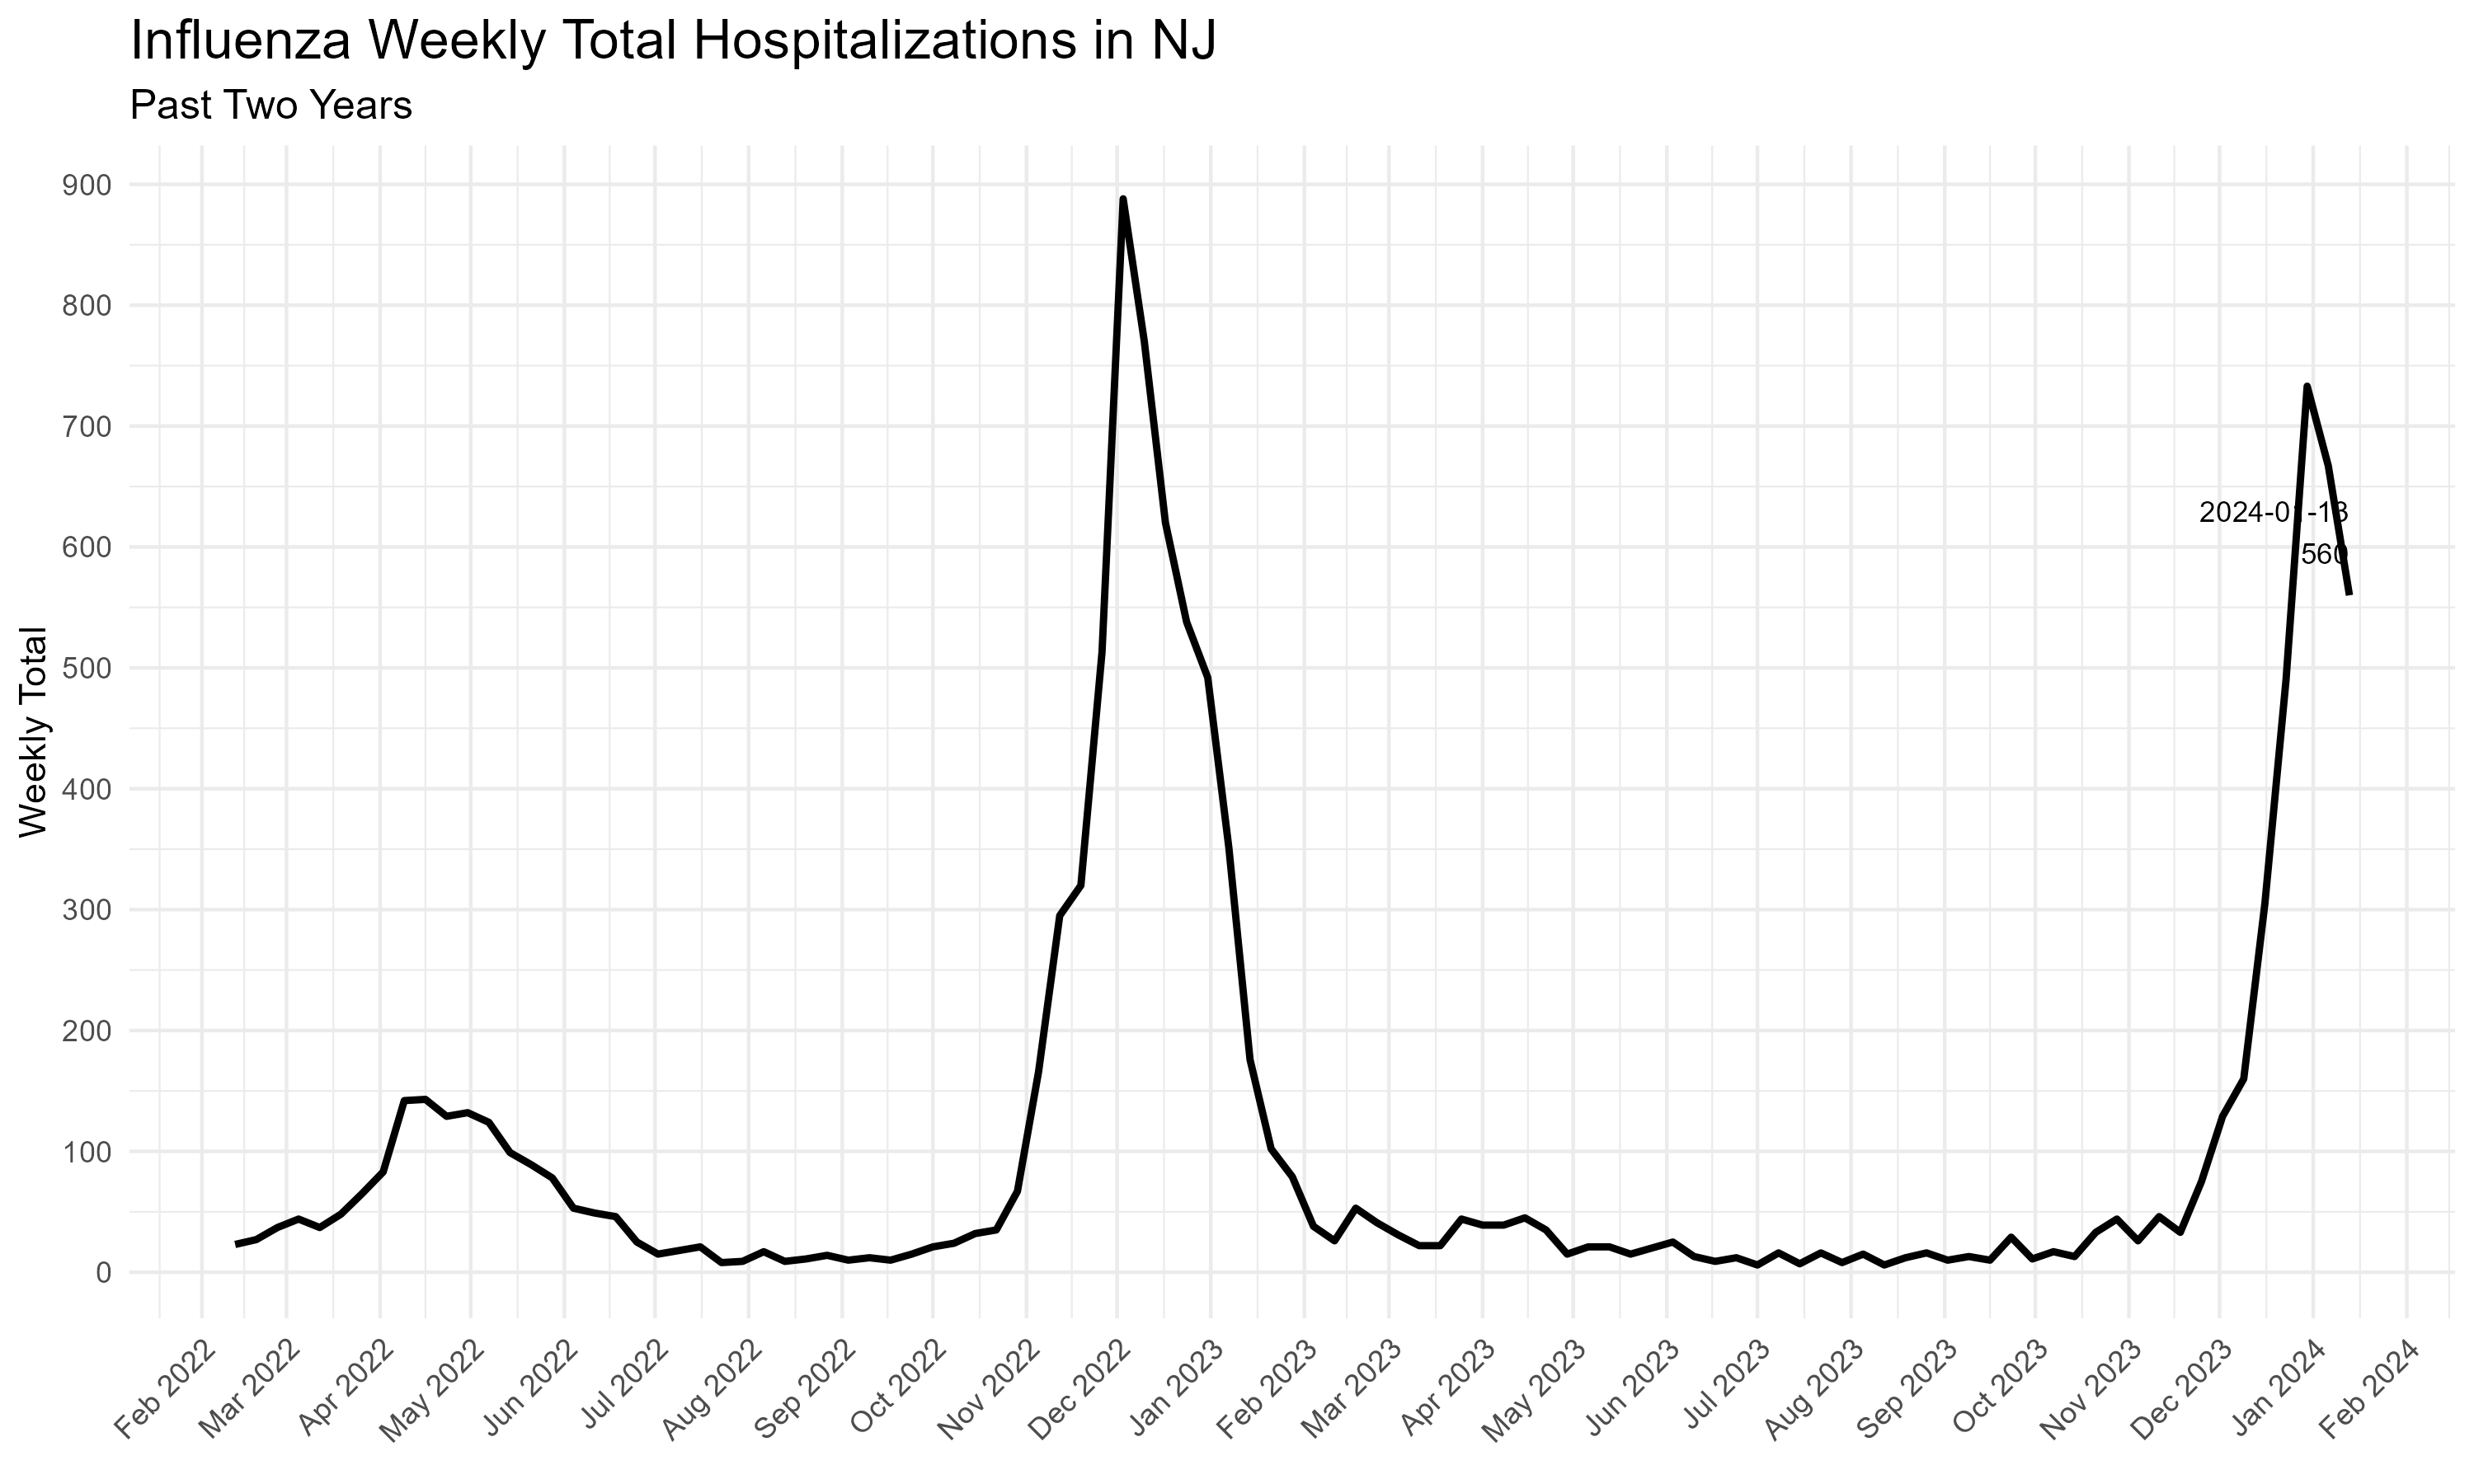 Influenza Weekly Total Hospitalizations in NJ
Past Two Years
900
800
700
600
500
400
300
200
100
0
Weekly Total
2024-01-13
560
Feb 2022
Mar 2022
Apr 2022
May 2022
Jun 2022
Jul 2022
Aug 2022
Sep 2022
Oct 2022
Nov 2022
Dec 2022
Jan 2023
Feb 2023
Mar 2023
Apr 2023
May 2023
Jun 2023
Jul 2023
Aug 2023
Sep 2023
Oct 2023
Nov 2023
Dec 2023
Jan 2024
Feb 2024